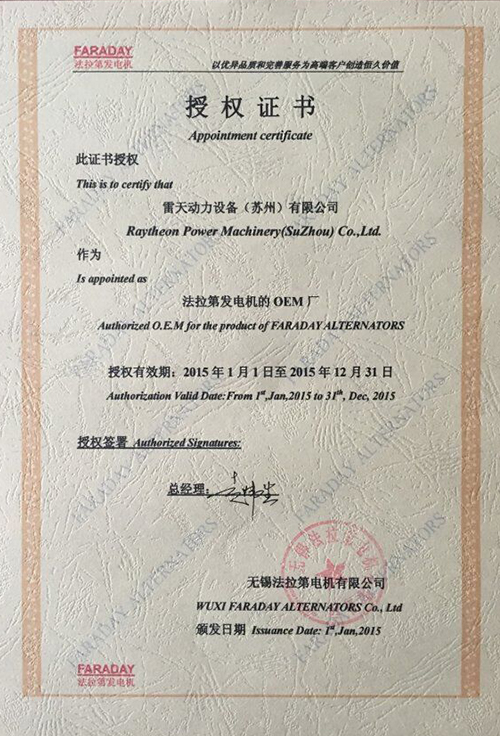 FARADAY
法拉第发电机
以优异品质和完善服务为高端客户创造恒久价值
授权证书
Appointment certificate
此证书授权
This is to certify that
雷天动力设备（苏州）有限公司
Raytheon Power Machinery(SuZhou) Co.,Ltd.
作为
Is appointed as
法拉第发电机的 OEM 厂
Authorized O.E.M for the product of FARADAY ALTERNATORS
授权有效期：2015 年 1 月 1 日至 2015 年 12 月 31 日
Authorization Valid Date:From 1st,Jan,2015 to 31th, Dec, 2015
授权签署 Authorized Signatures:
总经理：
无锡法拉第电机有限公司
WUXI FARADAY ALTERNATORS Co., Ltd
颁发日期 Issuance Date: 1st,Jan,2015
FARADAY
法拉第发电机